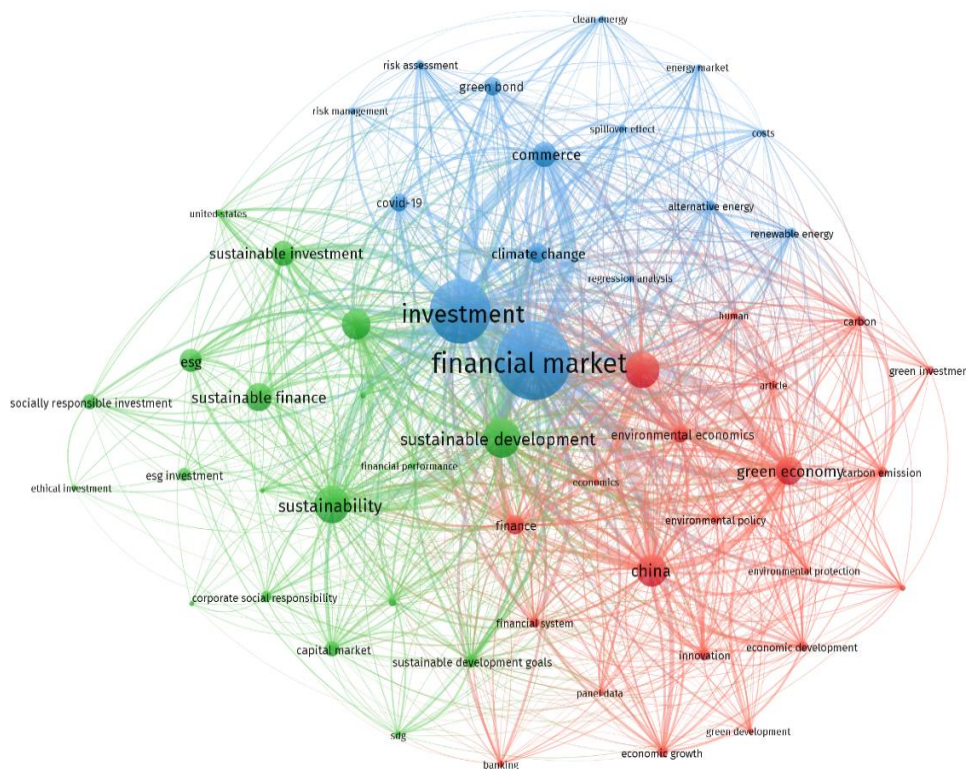 clean energy
risk assessment
energy market
green bond
risk management
spillover effect
costs
commerce
covid-19
alternative energy
united states
renewable energy
sustainable investment
climate change
regression analysis
investment
human
carbon
financial market
esg
green investment
article
sustainable finance
socially responsible investment
sustainable development
environmental economics
financial performance
green economy
carbon emission
esg investment
economics
ethical investment
sustainability
finance
environmental policy
china
environmental protection
corporate social responsibility
financial system
capital market
economic development
innovation
sustainable development goals
panel data
green development
sdg
economic growth
banking